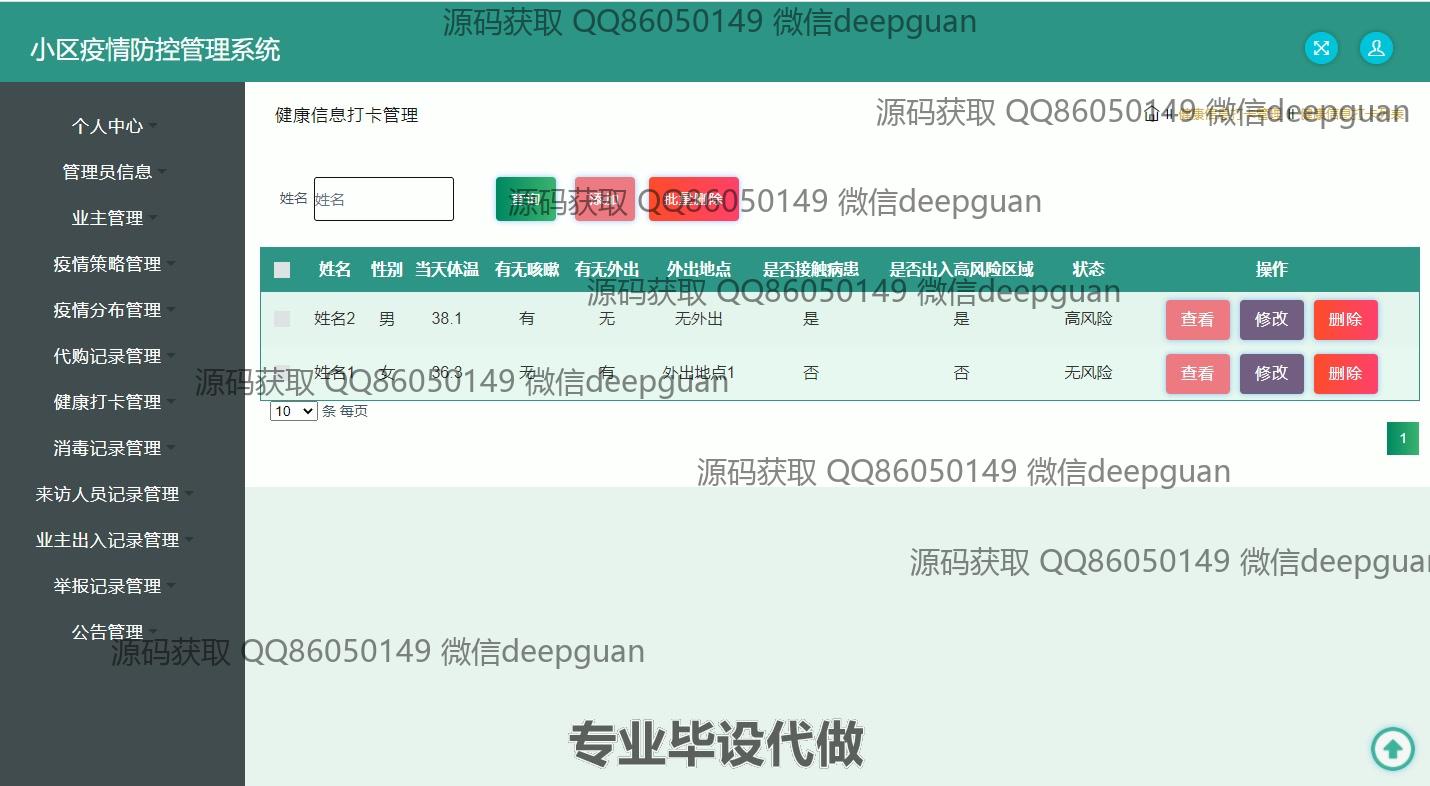 源码获取 QQ86050149 微信deepguan
小区疫情防控管理系统
个人中心
管理员信息
业主管理
疫情策略管理
疫情分布管理
代购记录管理
健康打卡管理
消毒记录管理
来访人员记录管理
业主出入记录管理
举报记录管理
公告管理
健康信息打卡管理
源码获取 QQ86050149 微信deepguan
健康信息打卡管理 健康信息打卡列表
姓名 姓名 查询 添加 批量删除
源码获取 QQ86050149 微信deepguan
姓名 性别 当天体温 有无咳嗽 有无外出 外出地点 是否接触病患 是否出入高风险区域 状态 操作
源码获取 QQ86050149 微信deepguan
姓名2 男 38.1 有 无 无外出 是 是 高风险 查看 修改 删除
姓名1 女 36.3 无 有 外出地点1 否 否 无风险 查看 修改 删除
源码获取 QQ86050149 微信deepguan
10 条 每页
1
源码获取 QQ86050149 微信deepguan
源码获取 QQ86050149 微信deepguan
源码获取 QQ86050149 微信deepguan
专业毕设代做